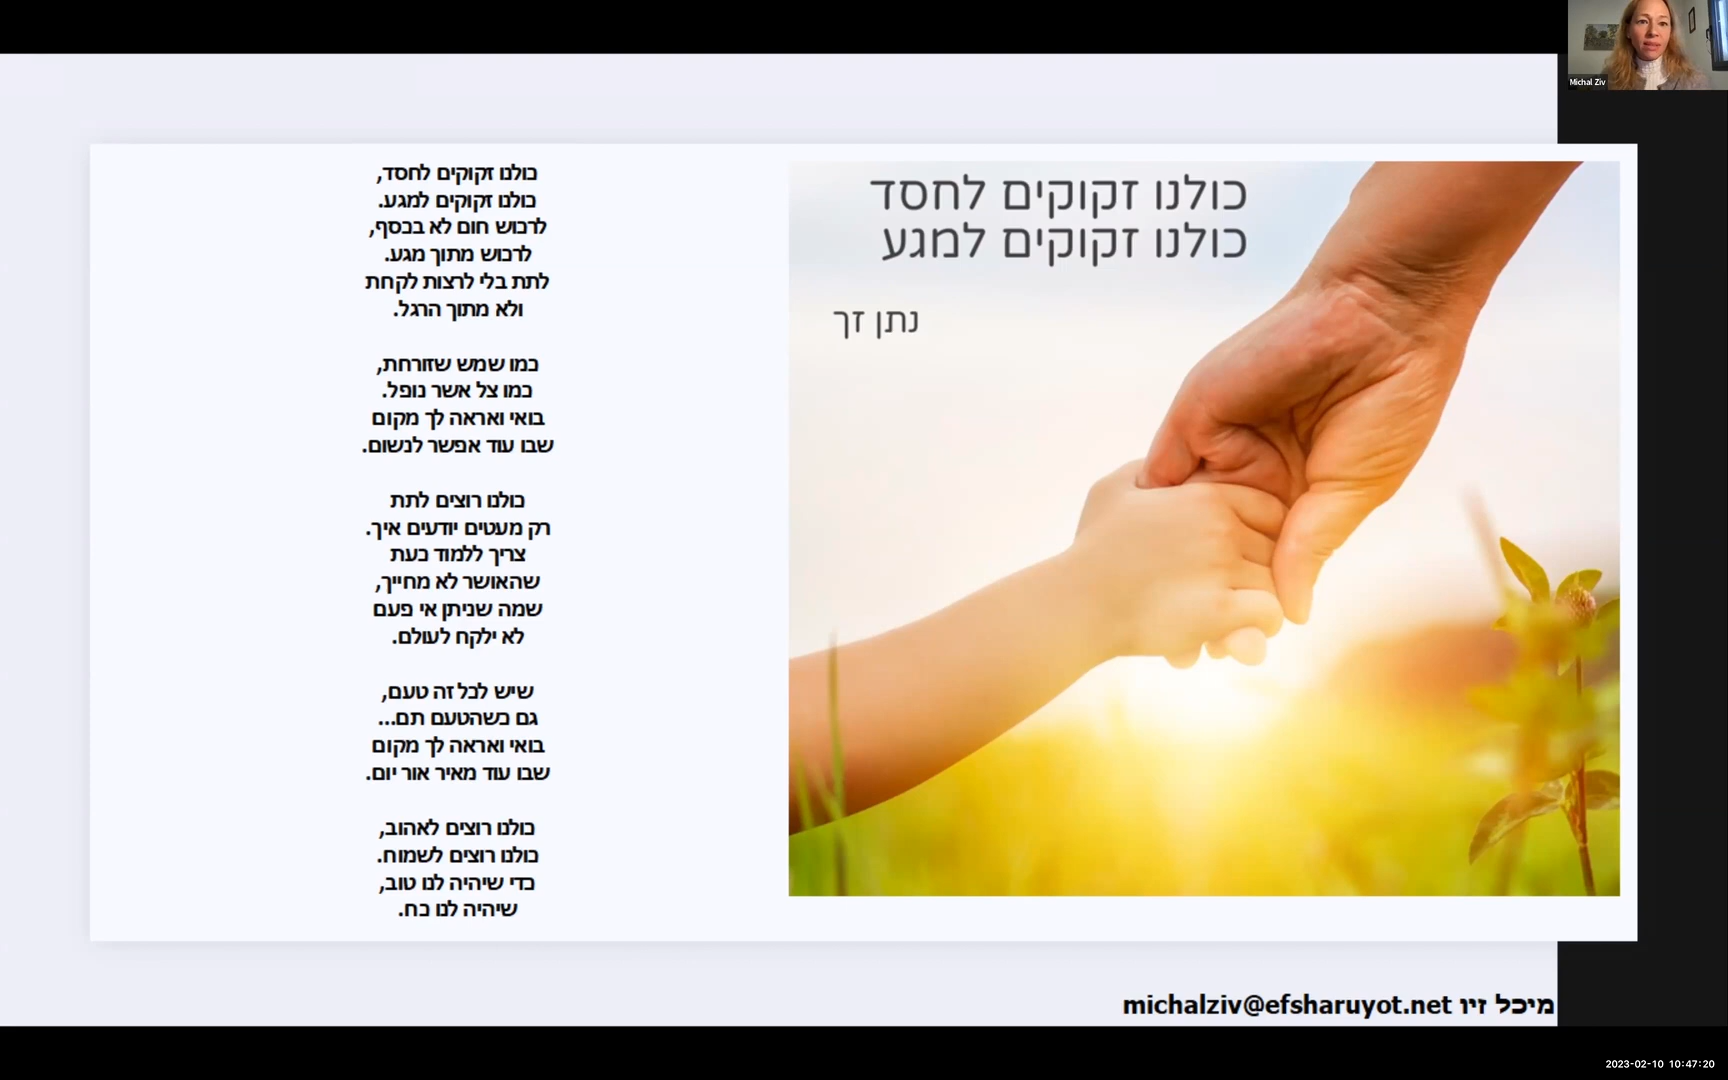 Michal Ziv
כולנו זקוקים לחסד
כולנו זקוקים למגע
נתן זך
כולנו זקוקים לחסד,
כולנו זקוקים למגע.
לרכוש חום לא בכסף,
לרכוש מתוך מגע.
לתת בלי לרצות לקחת
ולא מתוך הרגל.
כמו שמש שזורחת,
כמו צל אשר נופל.
בואי ואראה לך מקום
שבו עוד אפשר לנשום.
כולנו רוצים לתת
רק מעטים יודעים איך.
צריך ללמוד כעת
שהאושר לא מחייך,
שמה שניתן אי פעם
לא ילקח לעולם.
שיש לכל זה טעם,
גם כשהטעם תם...
בואי ואראה לך מקום
שבו עוד מאיר אור יום.
כולנו רוצים לאהוב,
כולנו רוצים לשמוח.
כדי שיהיה לנו טוב,
שיהיה לנו כח.
מיכל זיו michalziv@efsharuyot.net
2023-02-10 10:47:20